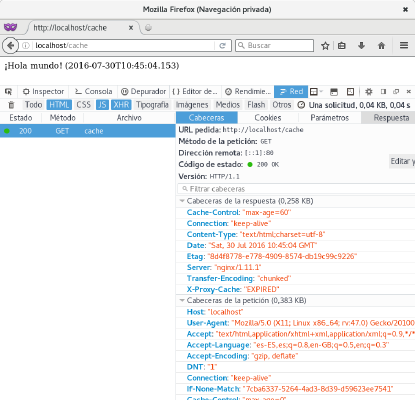 Mozilla Firefox (Navegación privada)
http://localhost/cache
localhost/cache
Buscar
¡Hola mundo! (2016-07-30T10:45:04.153)
Inspector
Consola
Depurador
Editor de...
Rendimie...
Red
Todo HTML CSS JS XHR Tipografía Imágenes Medios Flash Otros Una solicitud, 0,04 KB, 0,04 s
Estado Método Archivo
200 GET cache
Cabeceras Cookies Parámetros Respuesta
URL pedida: http://localhost/cache
Método de la petición: GET
Dirección remota: [::1]:80
Código de estado: 200 OK
Editar y
Versión: HTTP/1.1
Filtrar cabeceras
Cabeceras de la respuesta (0,258 KB)
Cache-Control: "max-age=60"
Connection: "keep-alive"
Content-Type: "text/html;charset=utf-8"
Date: "Sat, 30 Jul 2016 10:45:04 GMT"
Etag: "8d4f8778-e778-4909-8574-db19c99c9226"
Server: "nginx/1.11.1"
Transfer-Encoding: "chunked"
X-Proxy-Cache: "EXPIRED"
Cabeceras de la petición (0,383 KB)
Host: "localhost"
User-Agent: "Mozilla/5.0 (X11; Linux x86_64; rv:47.0) Gecko/20100
Accept: "text/html,application/xhtml+xml,application/xml;q=0.9,*/*
Accept-Language: "es-ES,es;q=0.8,en-GB;q=0.5,en;q=0.3"
Accept-Encoding: "gzip, deflate"
DNT: "1"
Connection: "keep-alive"
If-None-Match: "7cba6337-5264-4ad3-8d39-d59623ee7541"
Cache-Control: "max-age=0"